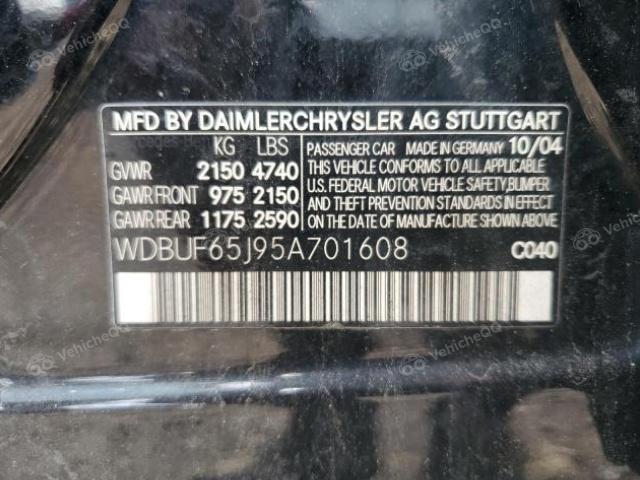 MFD BY DAIMLERCHRYSLER AG STUTTGART
KG LBS
GVWR 2150 4740
GAWR FRONT 975 2150
GAWR REAR 1175 2590
PASSENGER CAR MADE IN GERMANY 10/04
THIS VEHICLE CONFORMS TO ALL APPLICABLE
U.S. FEDERAL MOTOR VEHICLE SAFETY, BUMPER
AND THEFT PREVENTION STANDARDS IN EFFECT
ON THE DATE OF MANUFACTURE SHOWN ABOVE.
WDBUF65J95A701608
C040
VehicleQQ